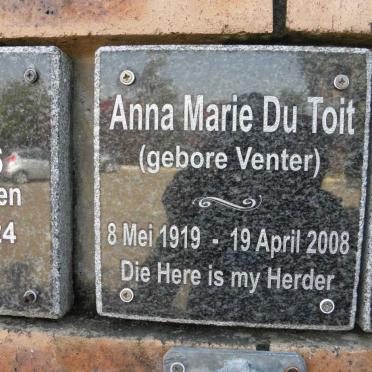 Anna Marie Du Toit
(gebore Venter)
8 Mei 1919 - 19 April 2008
Die Here is my Herder